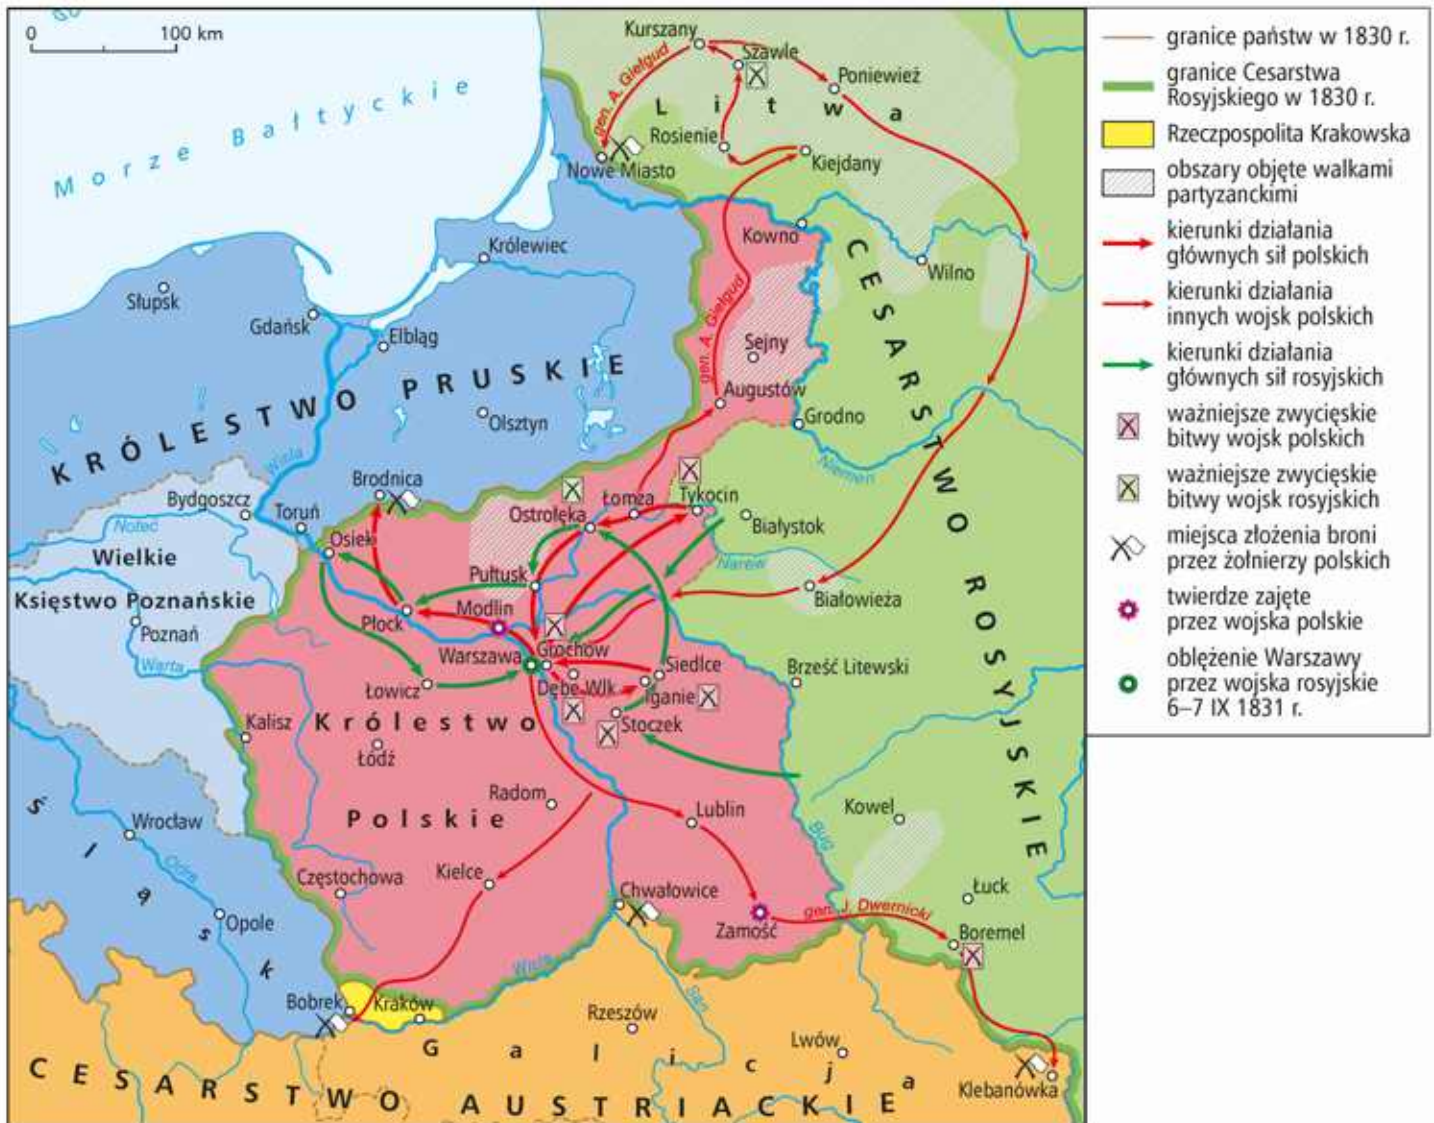 0 100 km
Morze Bałtyckie
Kurszany
Szawle
Poniewież
gen. A. Giełgud
Litwa
Rosienie
Kiejdany
Nowe Miasto
Królewiec
Kowno
Wilno
Słupsk
Gdańsk
Elbląg
gen. A. Giełgud
Sejny
KRÓLESTWO PRUSKIE
CESARSTWO ROSYJSKIE
Augustów
Grodno
Olsztyn
Wisła
Niemen
Brodnica
Bydgoszcz
Toruń
Łomża
Tykocin
Ostrołęka
Białystok
Noteć
Osiek
Wielkie
Księstwo Poznańskie
Narew
Pułtusk
Białowieża
Modlin
Płock
Poznań
Warta
Warszawa
Grochów
Siedlce
Brześć Litewski
Dębe Wlk.
Iganie
Łowicz
Stoczek
Kalisz
Królestwo
Łódź
Polskie
Radom
Lublin
Kowel
Bug
Śląsk
Wrocław
Odra
Częstochowa
Kielce
Chwałowice
Łuck
Opole
Zamość
gen. J. Dwernicki
Boremel
Wisła
San
Bobrek
Kraków
Rzeszów
Lwów
Galicja
Klebanówka
CESARSTWO AUSTRIACKIE
granice państw w 1830 r.
granice Cesarstwa
Rosyjskiego w 1830 r.
Rzeczpospolita Krakowska
obszary objęte walkami
partyzanckimi
kierunki działania
głównych sił polskich
kierunki działania
innych wojsk polskich
kierunki działania
głównych sił rosyjskich
ważniejsze zwycięskie
bitwy wojsk polskich
ważniejsze zwycięskie
bitwy wojsk rosyjskich
miejsca złożenia broni
przez żołnierzy polskich
twierdze zajęte
przez wojska polskie
oblężenie Warszawy
przez wojska rosyjskie
6–7 IX 1831 r.